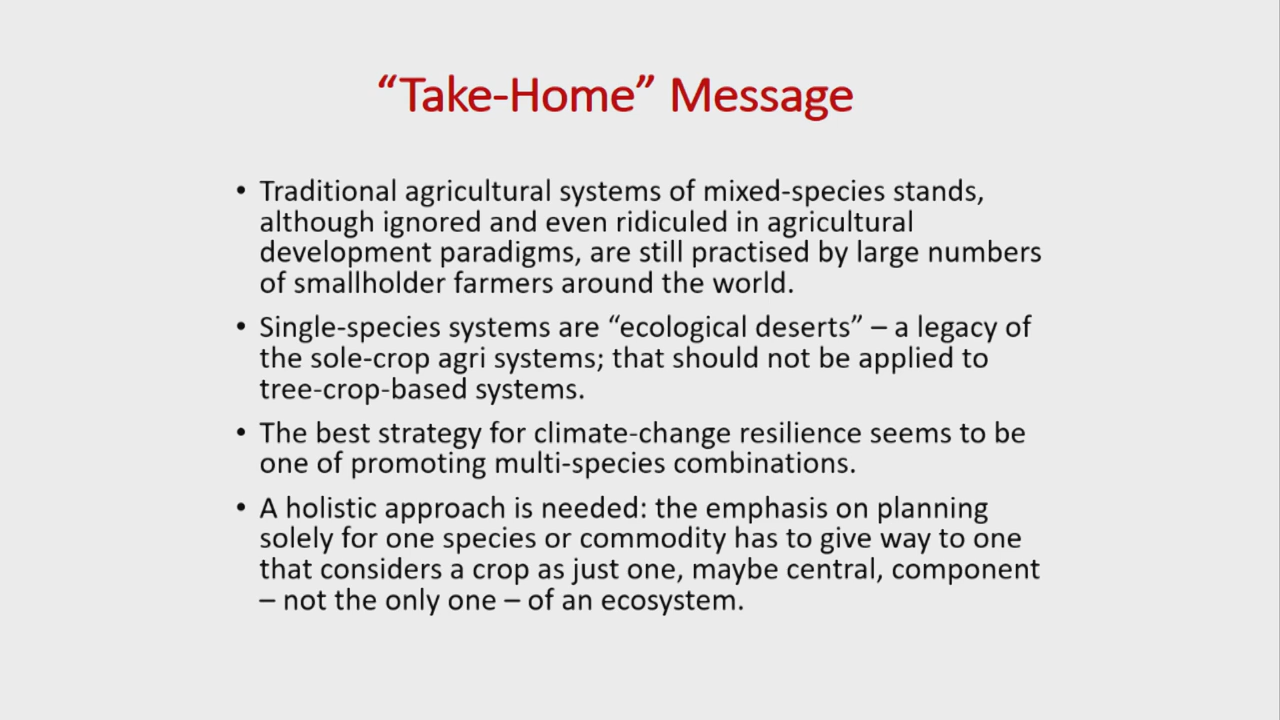 “Take-Home” Message
• Traditional agricultural systems of mixed-species stands,
although ignored and even ridiculed in agricultural
development paradigms, are still practised by large numbers
of smallholder farmers around the world.
• Single-species systems are “ecological deserts” – a legacy of
the sole-crop agri systems; that should not be applied to
tree-crop-based systems.
• The best strategy for climate-change resilience seems to be
one of promoting multi-species combinations.
• A holistic approach is needed: the emphasis on planning
solely for one species or commodity has to give way to one
that considers a crop as just one, maybe central, component
– not the only one – of an ecosystem.